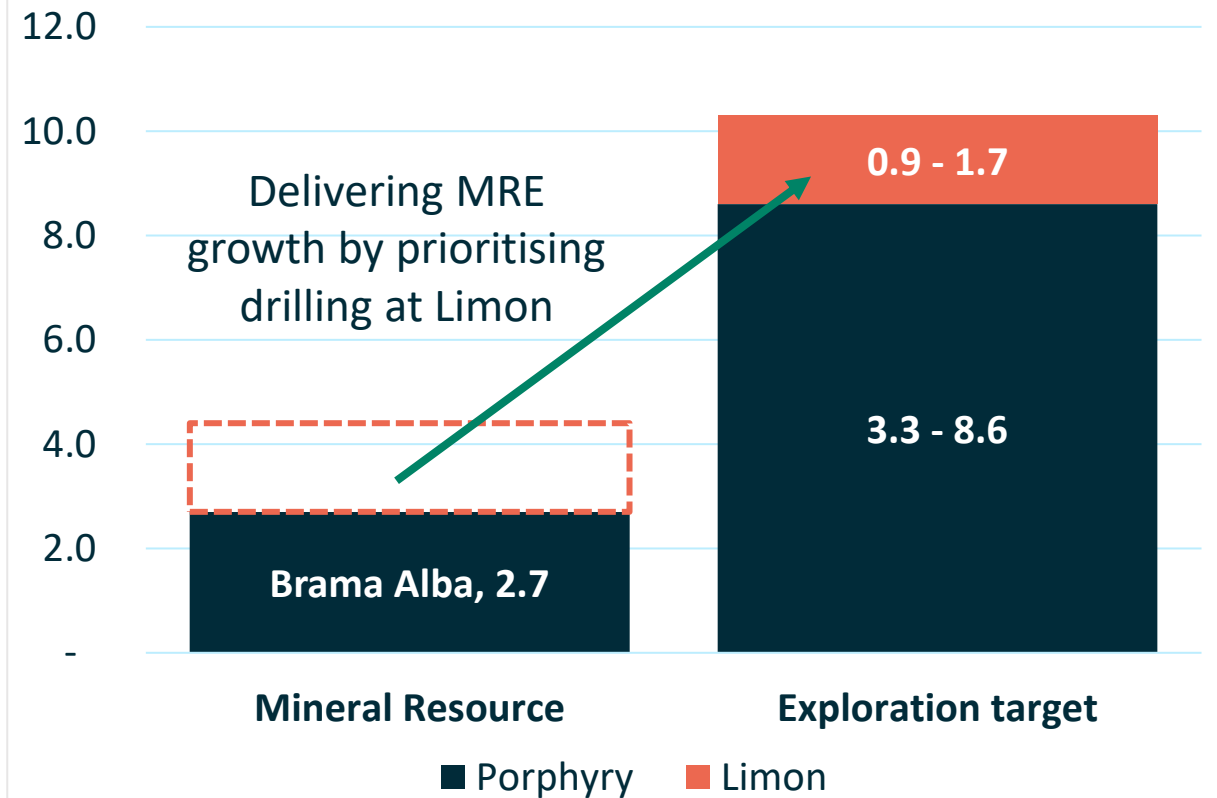 12.0
10.0
8.0
6.0
4.0
2.0
-
Delivering MRE
growth by prioritising
drilling at Limon
0.9 - 1.7
3.3 - 8.6
Brama Alba, 2.7
Mineral Resource
Exploration target
Porphyry
Limon